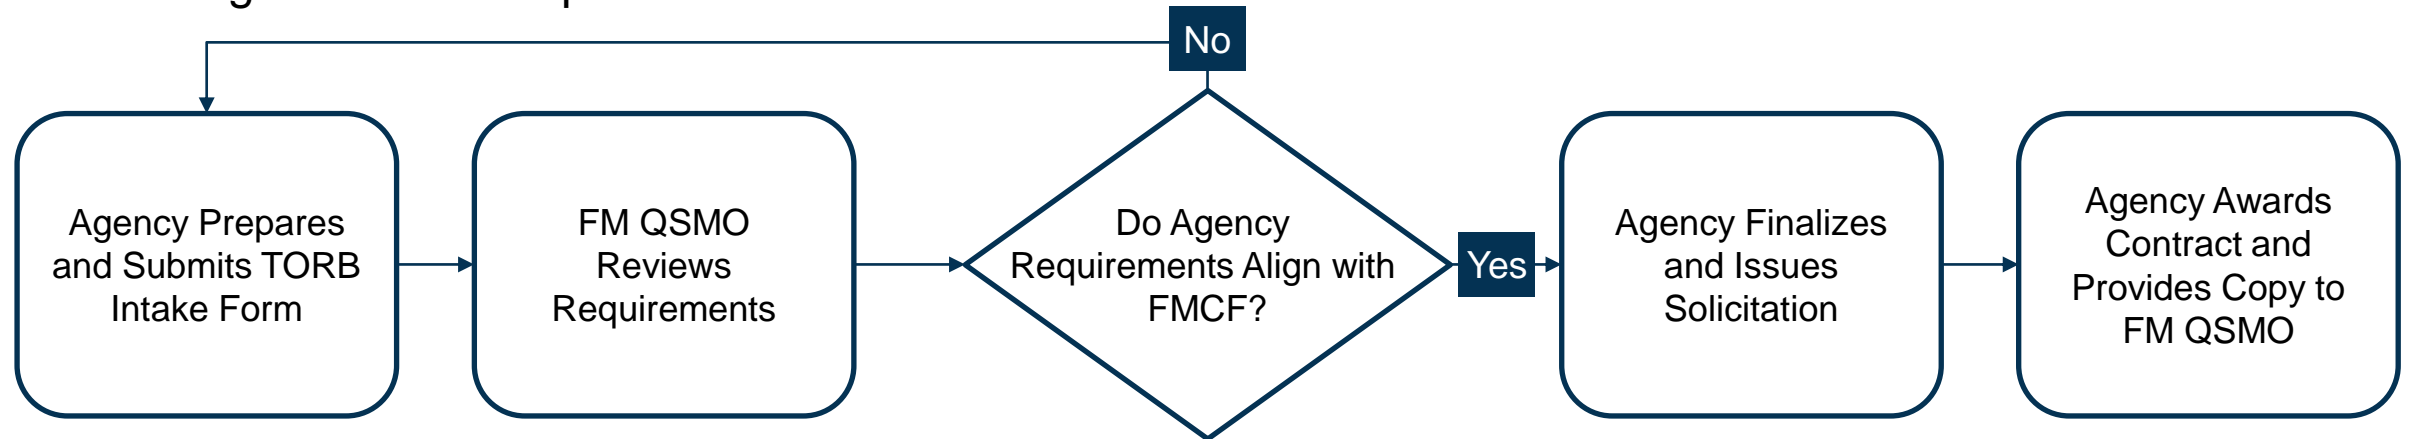 No
Agency Prepares
and Submits TORB
Intake Form
FM QSMO
Reviews
Requirements
Do Agency
Requirements Align with
FMCF?
Yes
Agency Finalizes
and Issues
Solicitation
Agency Awards
Contract and
Provides Copy to
FM QSMO